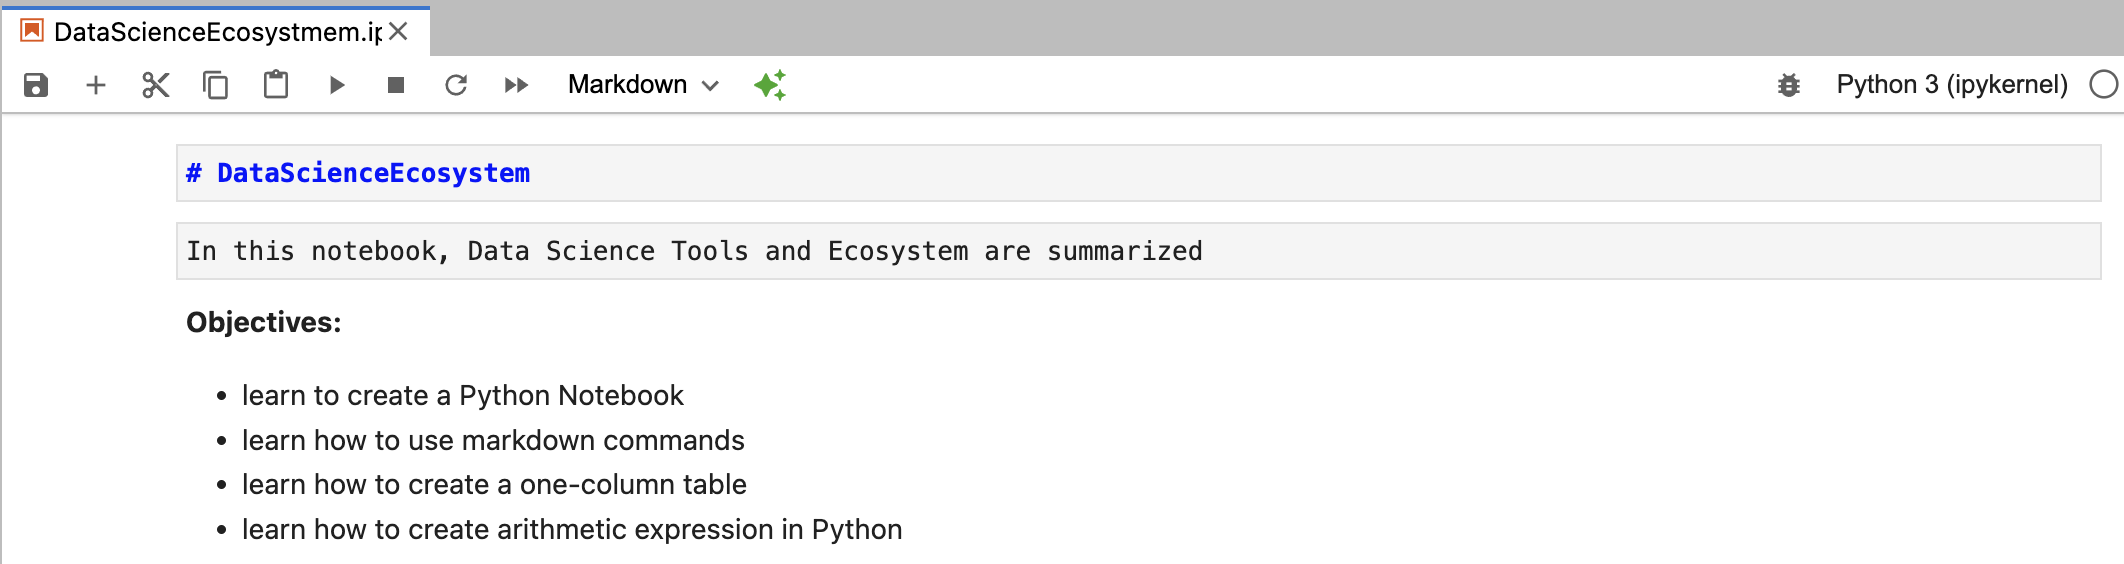 DataScienceEcosystmem.ip
Markdown
Python 3 (ipykernel)
# DataScienceEcosystem
In this notebook, Data Science Tools and Ecosystem are summarized
Objectives:
• learn to create a Python Notebook
• learn how to use markdown commands
• learn how to create a one-column table
• learn how to create arithmetic expression in Python